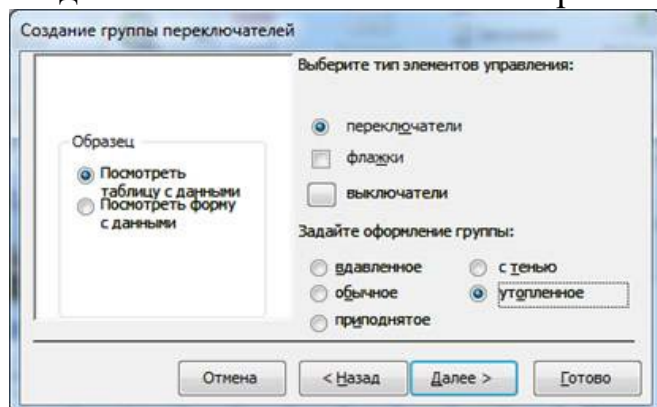 Создание группы переключателей
Выберите тип элементов управления:
Образец
Посмотреть
таблицу с данными
Посмотреть форму
с данными
переключатели
флажки
выключатели
Задайте оформление группы:
вдавленное
с тенью
обычное
утопленное
приподнятое
Отмена
< Назад
Далее >
Готово